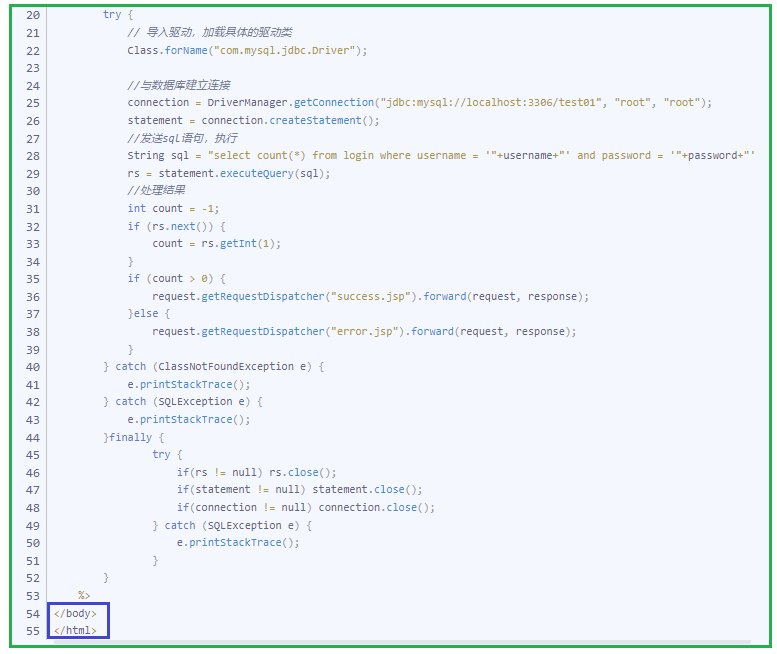 20 try {
21 // 导入驱动，加载具体的驱动类
22 Class.forName("com.mysql.jdbc.Driver");
23
24 //与数据库建立连接
25 connection = DriverManager.getConnection("jdbc:mysql://localhost:3306/test01", "root", "root");
26 statement = connection.createStatement();
27 //发送sql语句，执行
28 String sql = "select count(*) from login where username = '"+username+"' and password = '"+password+"'
29 rs = statement.executeQuery(sql);
30 //处理结果
31 int count = -1;
32 if (rs.next()) {
33 count = rs.getInt(1);
34 }
35 if (count > 0) {
36 request.getRequestDispatcher("success.jsp").forward(request, response);
37 }else {
38 request.getRequestDispatcher("error.jsp").forward(request, response);
39 }
40 } catch (ClassNotFoundException e) {
41 e.printStackTrace();
42 } catch (SQLException e) {
43 e.printStackTrace();
44 }finally {
45 try {
46 if(rs != null) rs.close();
47 if(statement != null) statement.close();
48 if(connection != null) connection.close();
49 } catch (SQLException e) {
50 e.printStackTrace();
51 }
52 }
53 %>
54 </body>
55 </html>